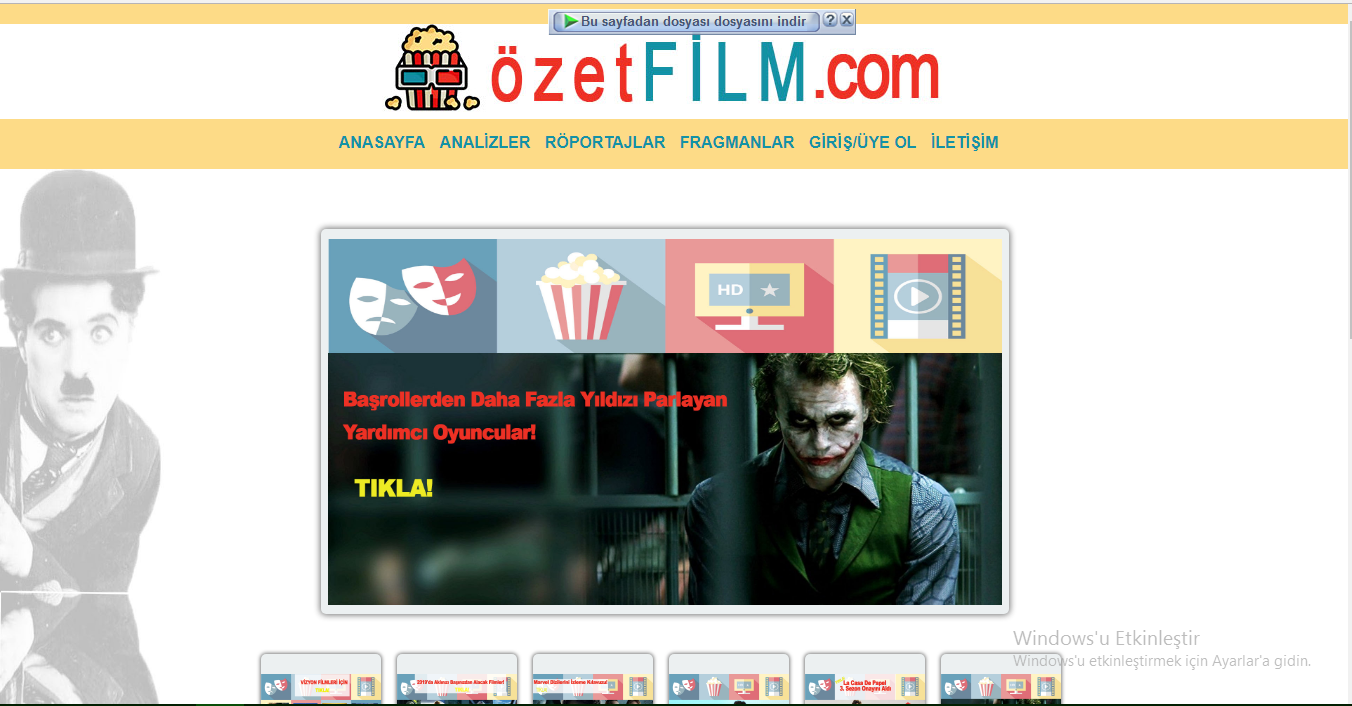 Bu sayfadan dosyası dosyasını indir ? X
özetFİLM.com
ANASAYFA ANALİZLER RÖPORTAJLAR FRAGMANLAR GİRİŞ/ÜYE OL İLETİŞİM
HD
Başrollerden Daha Fazla Yıldızı Parlayan
Yardımcı Oyuncular!
TIKLA!
Windows'u Etkinleştir
Windows'u etkinleştirmek için Ayarlar'a gidin.
VİZYON FİLMLERİ İÇİN
TIKLA!
2019'da Aklınızı Başınızdan Alacak Filmler!
Marvel Dizilerini İzleme Kılavuzu!
La Casa De Papel
3. Sezon Onayını Aldı